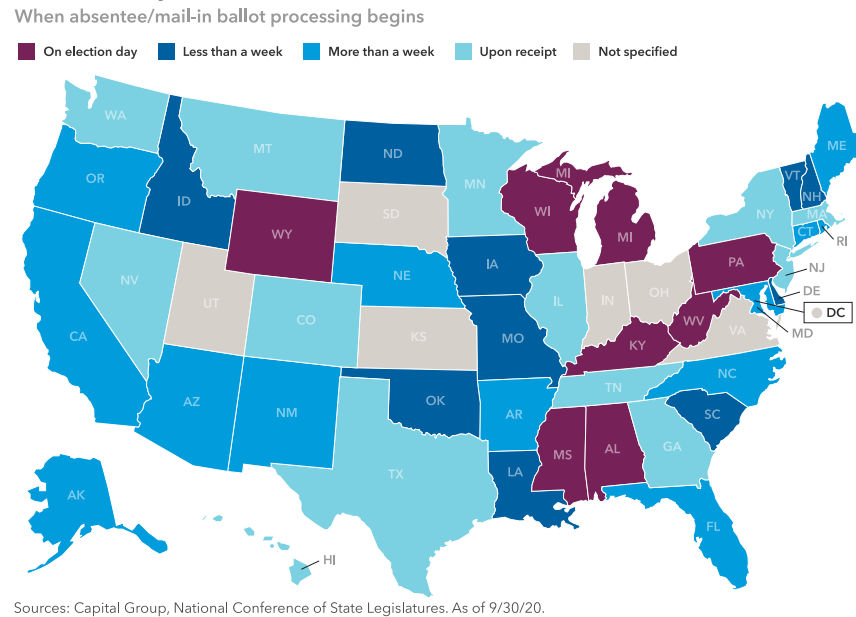 When absentee/mail-in ballot processing begins
On election day Less than a week More than a week Upon receipt Not specified
WA
MT
ND
MN
MI
ME
OR
ID
WY
SD
WI
MI
VT
NH
NY
MA
CT
RI
NV
UT
CO
NE
IA
IL
IN
OH
PA
NJ
DE
DC
MD
CA
KS
MO
KY
WV
VA
AZ
NM
OK
AR
TN
NC
SC
TX
LA
MS
AL
GA
AK
HI
FL
Sources: Capital Group, National Conference of State Legislatures. As of 9/30/20.